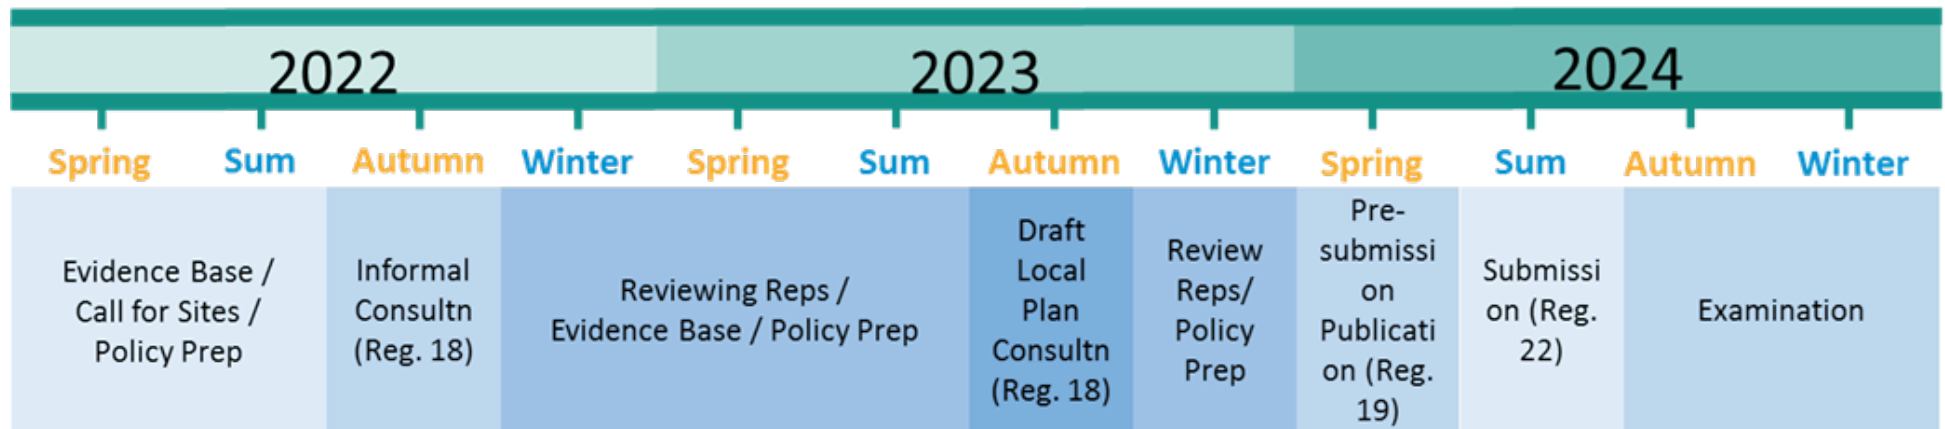 2022 2023 2024
Spring Sum Autumn Winter Spring Sum Autumn Winter Spring Sum Autumn Winter
Evidence Base /
Call for Sites /
Policy Prep
Informal
Consultn
(Reg. 18)
Reviewing Reps /
Evidence Base / Policy Prep
Draft
Local
Plan
Consultn
(Reg. 18)
Review
Reps/
Policy
Prep
Pre-
submissi
on
Publicati
on (Reg.
19)
Submissi
on (Reg.
22)
Examination